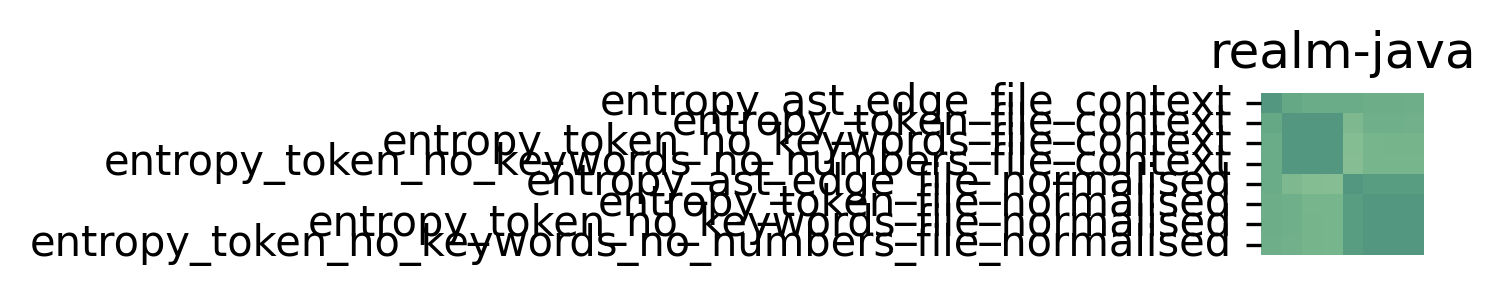 realm-java
entropy_ast_edge_file_context
entropy_token_file_context
entropy_token_no_keywords_file_context
entropy_token_no_keywords_no_numbers_file_context
entropy_ast_edge_file_normalised
entropy_token_file_normalised
entropy_token_no_keywords_file_normalised
entropy_token_no_keywords_no_numbers_file_normalised